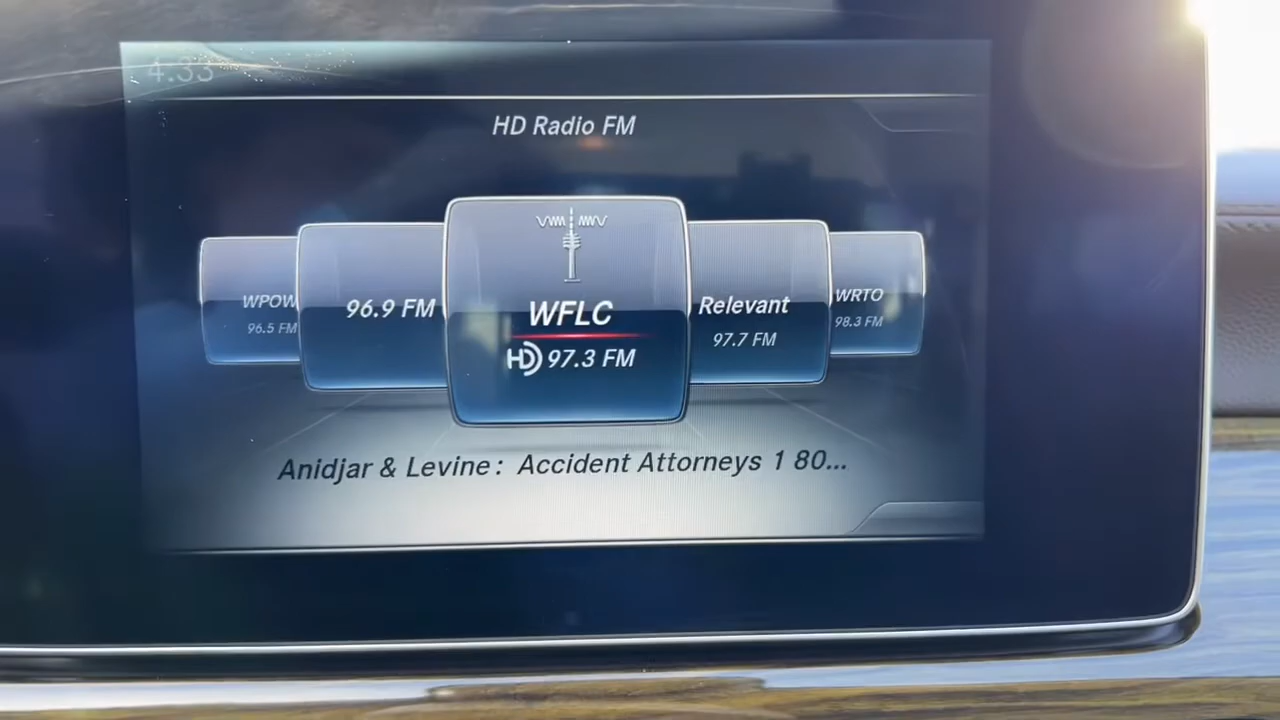 4:33
HD Radio FM
WPOW
96.5 FM
96.9 FM
WFLC
HD 97.3 FM
Relevant
97.7 FM
WRTO
98.3 FM
Anidjar & Levine: Accident Attorneys 1 80...